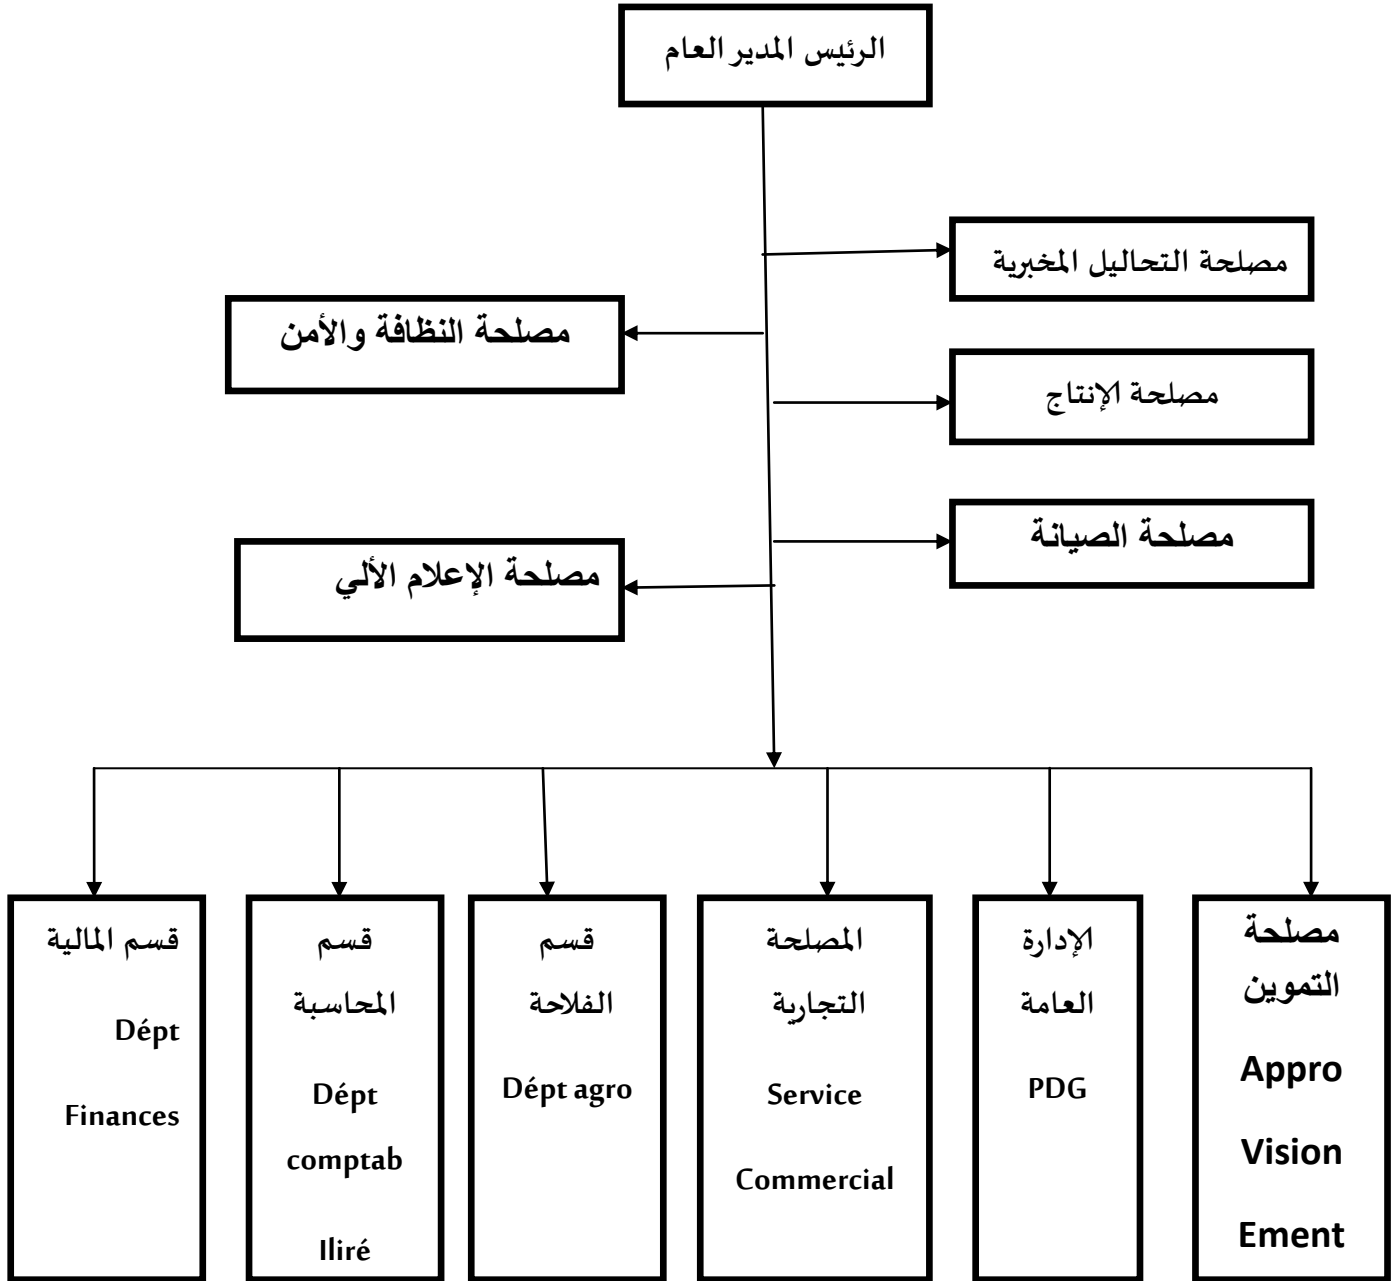 الرئيس المدير العام
مصلحة التحاليل المخبرية
مصلحة النظافة والأمن
مصلحة الإنتاج
مصلحة الصيانة
مصلحة الإعلام الألي
مصلحة
التموين
Appro
Vision
Ement
الإدارة
العامة
PDG
المصلحة
التجارية
Service
Commercial
قسم
الفلاحة
Dépt agro
قسم
المحاسبة
Dépt
comptab
Iliré
قسم المالية
Dépt
Finances